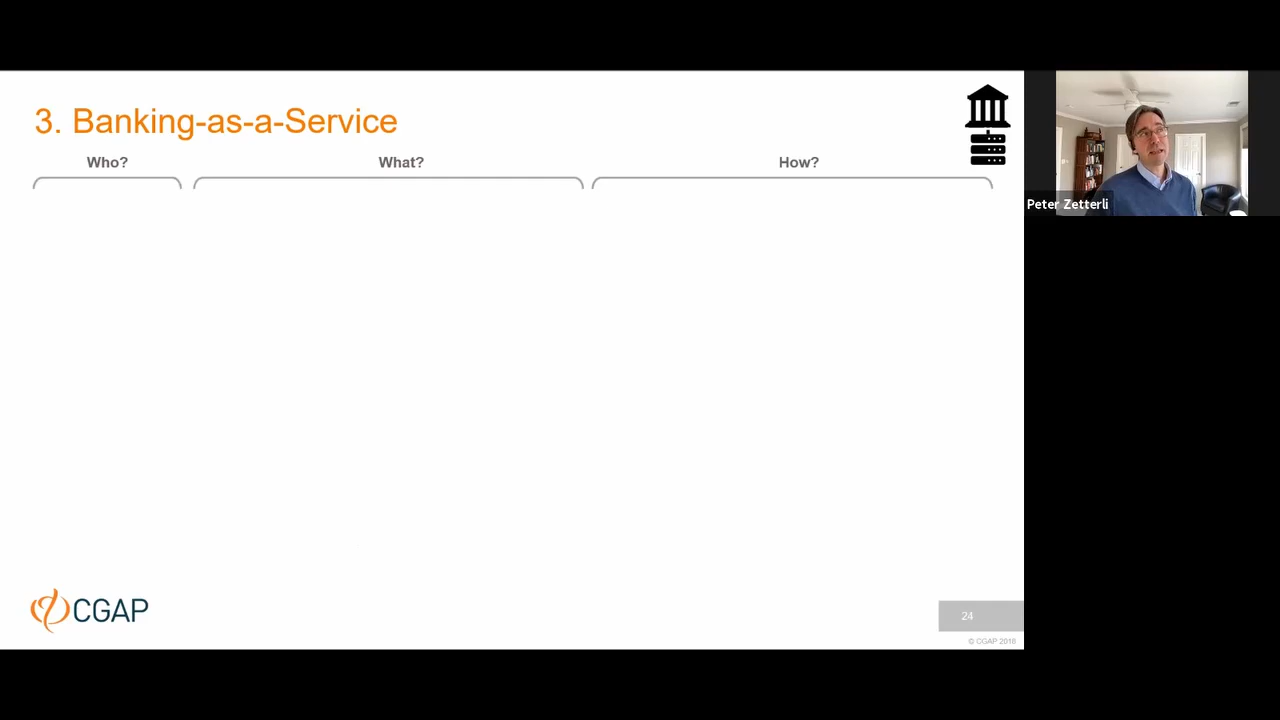 3. Banking-as-a-Service
Who? What? How?
Peter Zetterli
CGAP
24
© CGAP 2018